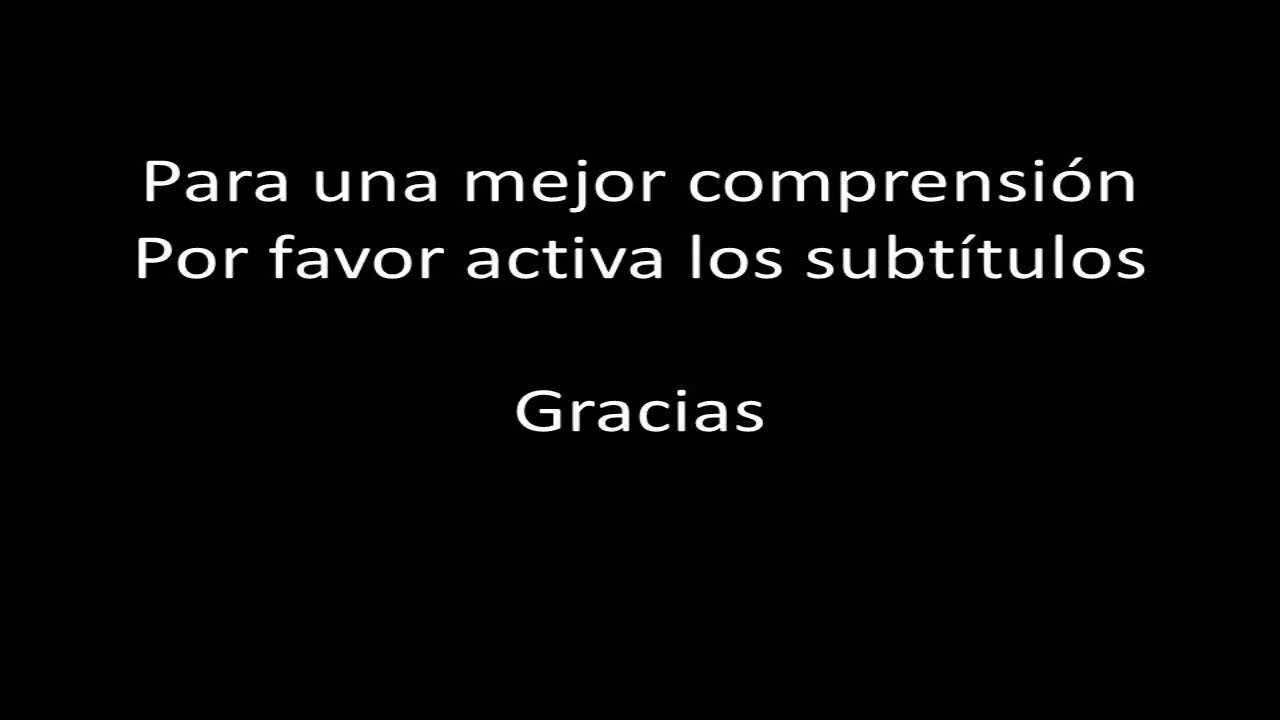 Para una mejor comprensión
Por favor activa los subtítulos
Gracias